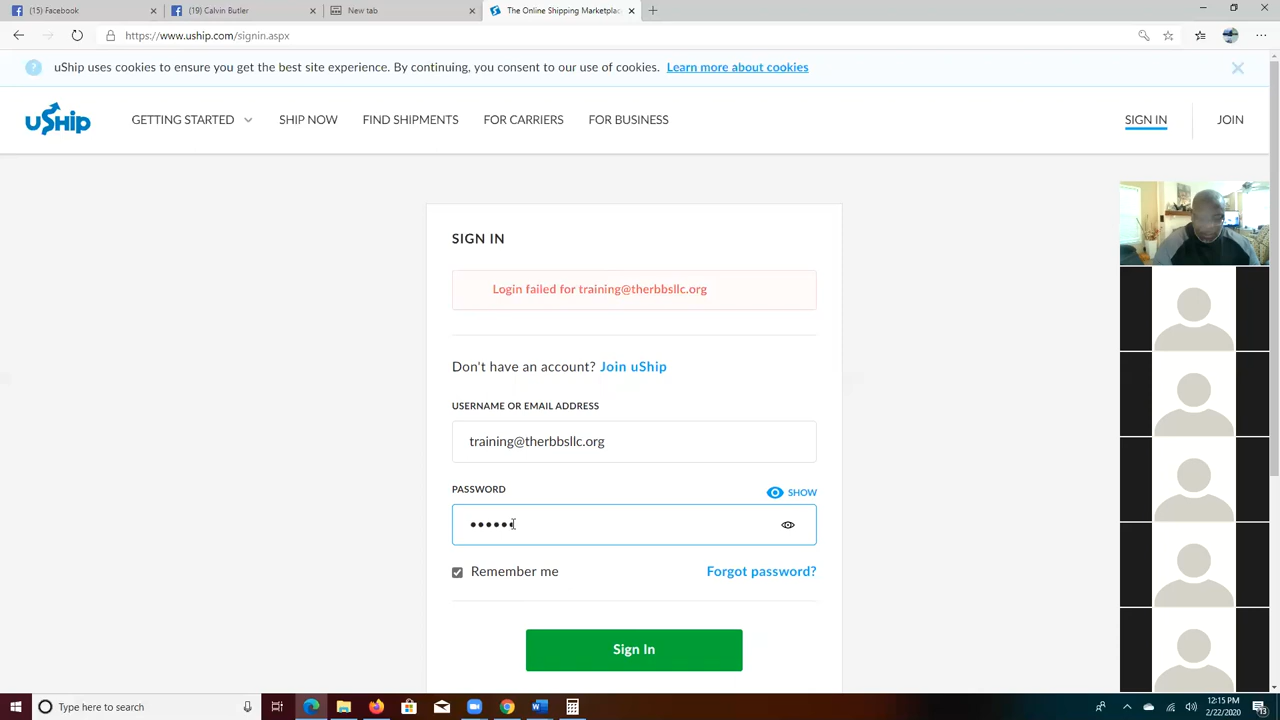 (15) Facebook
(19) Calvin Butler
New tab
The Online Shipping Marketplac
https://www.uship.com/signin.aspx
uShip uses cookies to ensure you get the best site experience. By continuing, you consent to our use of cookies. Learn more about cookies
uShip
GETTING STARTED
SHIP NOW
FIND SHIPMENTS
FOR CARRIERS
FOR BUSINESS
SIGN IN
JOIN
SIGN IN
Login failed for training@therbbsllc.org
Don't have an account? Join uShip
USERNAME OR EMAIL ADDRESS
training@therbbsllc.org
PASSWORD
SHOW
Remember me
Forgot password?
Sign In
Type here to search
12:15 PM
2/22/2020
13